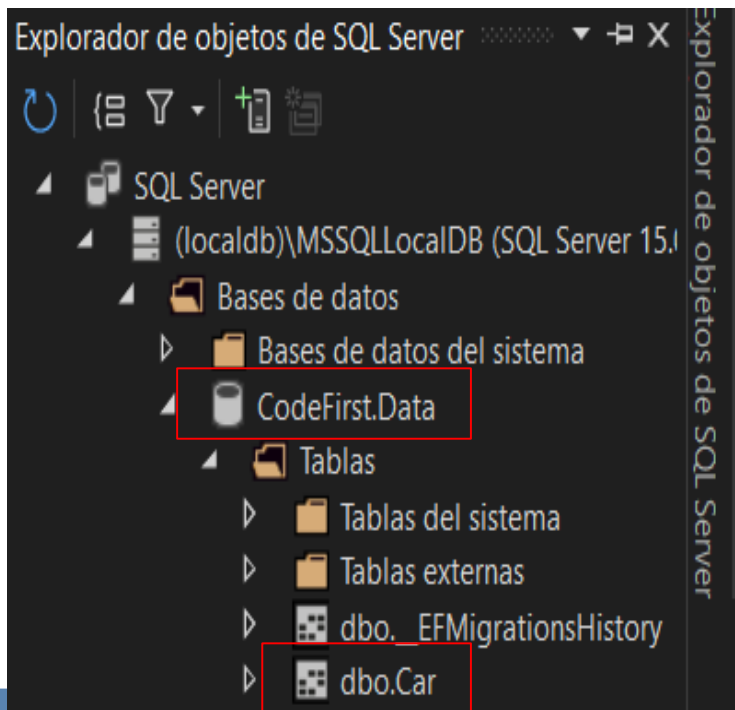 Explorador de objetos de SQL Server
SQL Server
(localdb)\MSSQLLocalDB (SQL Server 15.
Bases de datos
Bases de datos del sistema
CodeFirst.Data
Tablas
Tablas del sistema
Tablas externas
dbo.__EFMigrationsHistory
dbo.Car
Explorador de objetos de SQL Server